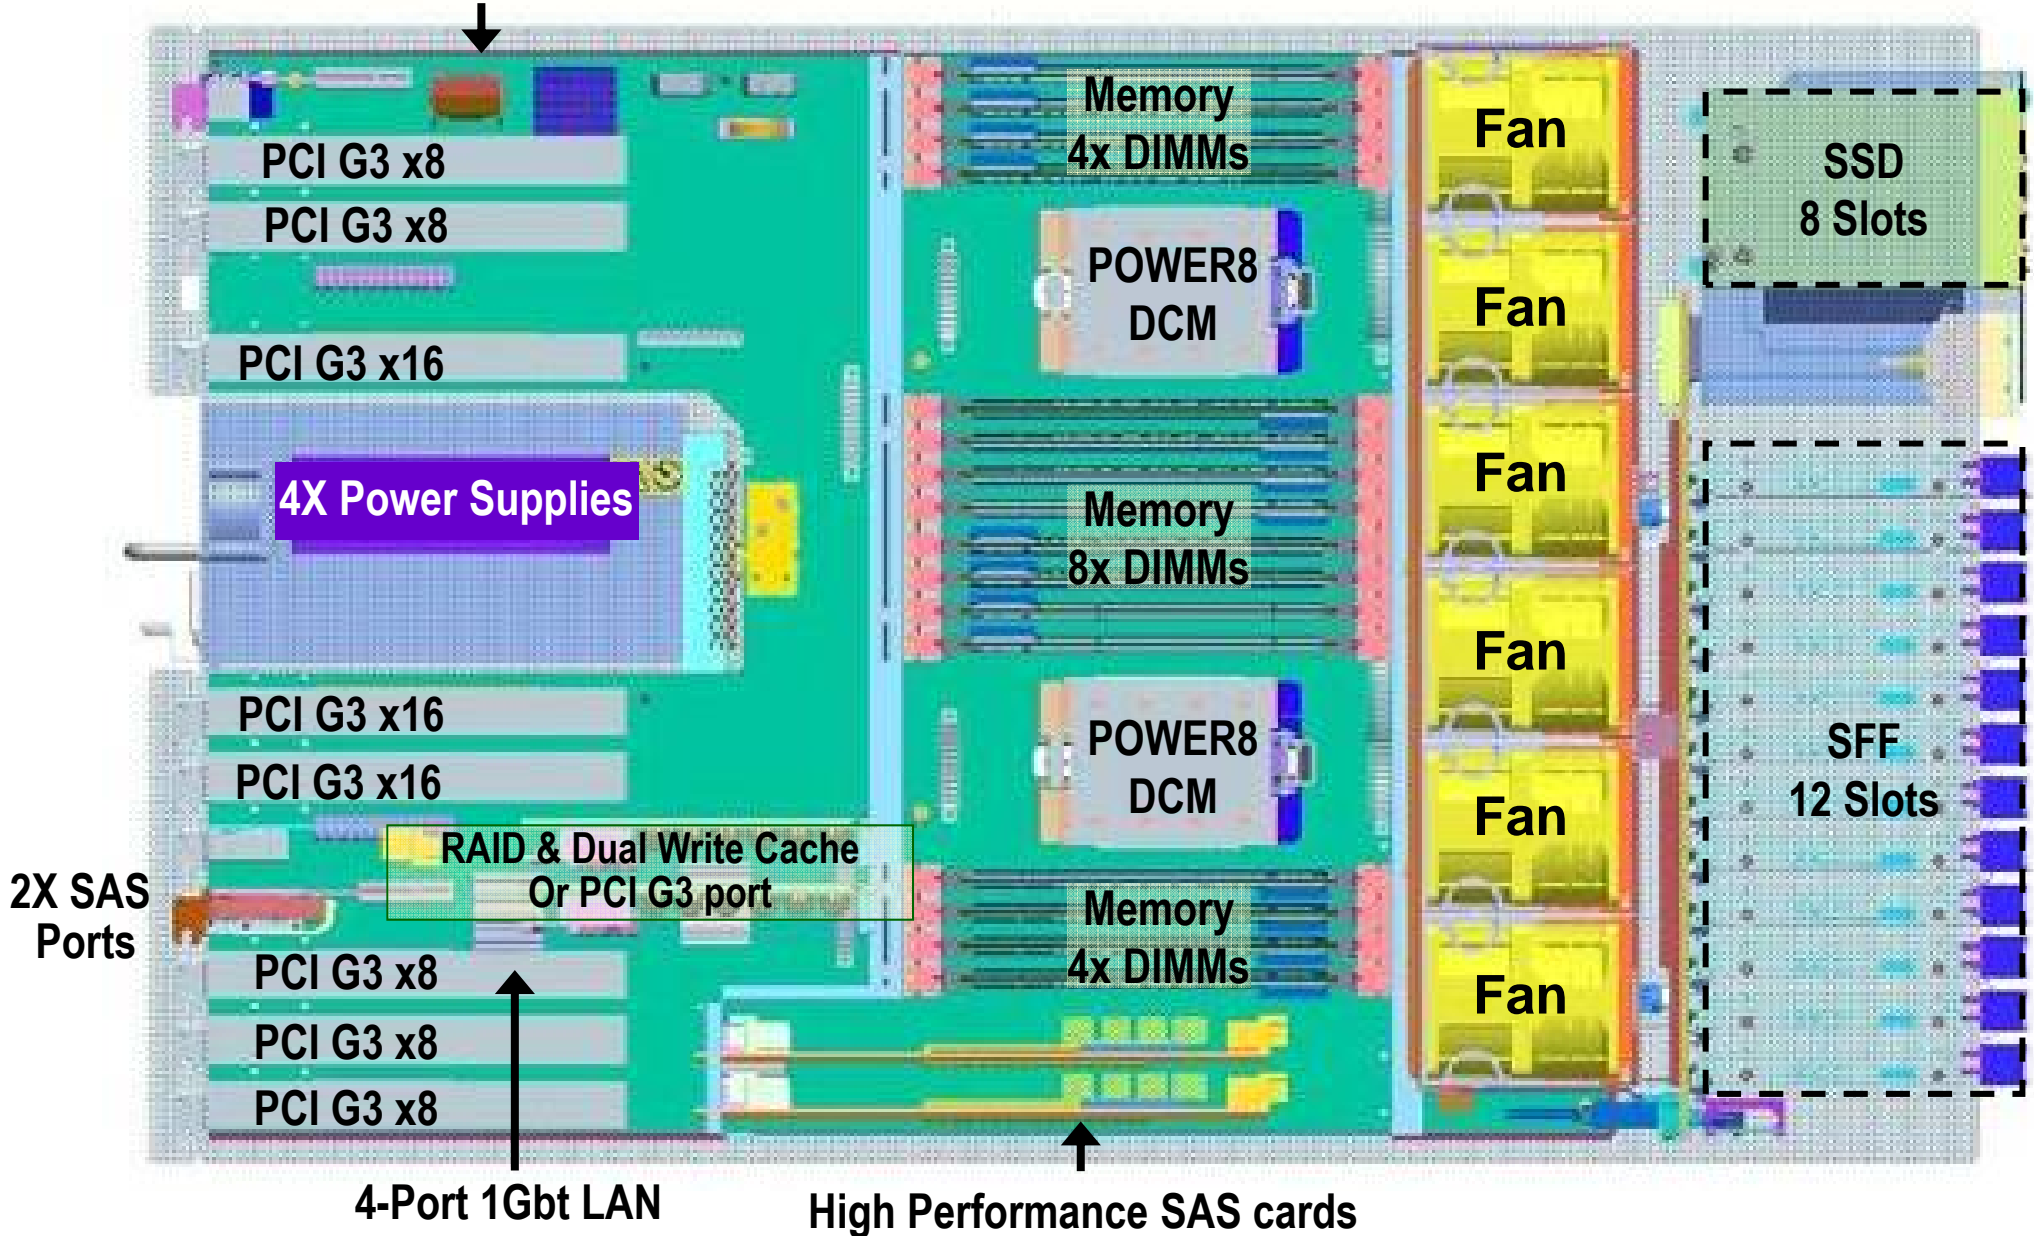 PCI G3 x8
PCI G3 x8
PCI G3 x16
4X Power Supplies
PCI G3 x16
PCI G3 x16
RAID & Dual Write Cache
Or PCI G3 port
2X SAS
Ports
PCI G3 x8
PCI G3 x8
PCI G3 x8
4-Port 1Gbt LAN
High Performance SAS cards
Memory
4x DIMMs
POWER8
DCM
Memory
8x DIMMs
POWER8
DCM
Memory
4x DIMMs
Fan
Fan
Fan
Fan
Fan
Fan
SSD
8 Slots
SFF
12 Slots